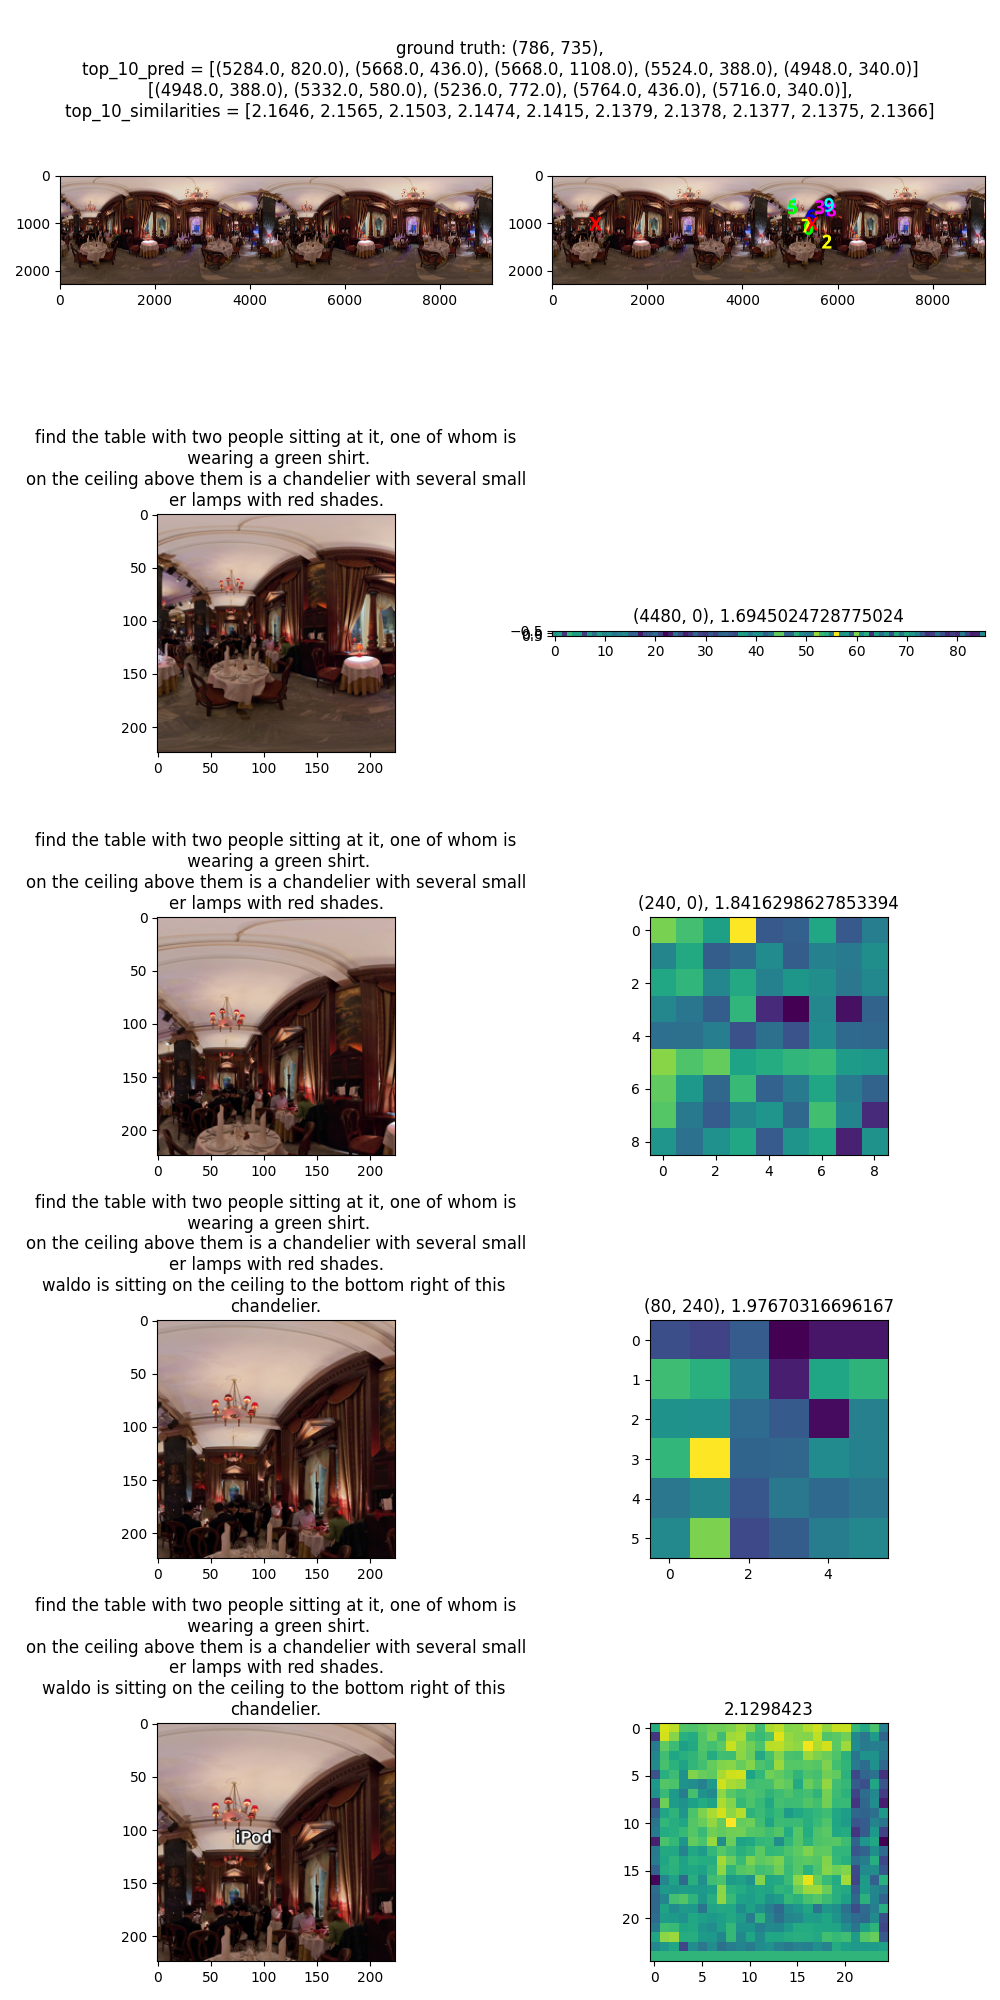 ground truth: (786, 735),
top_10_pred = [(5284.0, 820.0), (5668.0, 436.0), (5668.0, 1108.0), (5524.0, 388.0), (4948.0, 340.0)]
[(4948.0, 388.0), (5332.0, 580.0), (5236.0, 772.0), (5764.0, 436.0), (5716.0, 340.0)],
top_10_similarities = [2.1646, 2.1565, 2.1503, 2.1474, 2.1415, 2.1379, 2.1378, 2.1377, 2.1375, 2.1366]
0
1000
2000
0 2000 4000 6000 8000
X
0
1000
2000
0 2000 4000 6000 8000
5
3
9
2
find the table with two people sitting at it, one of whom is
wearing a green shirt.
on the ceiling above them is a chandelier with several small
er lamps with red shades.
0
50
100
150
200
0 50 100 150 200
(4480, 0), 1.6945024728775024
0 10 20 30 40 50 60 70 80
find the table with two people sitting at it, one of whom is
wearing a green shirt.
on the ceiling above them is a chandelier with several small
er lamps with red shades.
0
50
100
150
200
0 50 100 150 200
(240, 0), 1.8416298627853394
0
2
4
6
8
0 2 4 6 8
find the table with two people sitting at it, one of whom is
wearing a green shirt.
on the ceiling above them is a chandelier with several small
er lamps with red shades.
waldo is sitting on the ceiling to the bottom right of this
chandelier.
0
50
100
150
200
0 50 100 150 200
(80, 240), 1.97670316696167
0
1
2
3
4
5
0 2 4
find the table with two people sitting at it, one of whom is
wearing a green shirt.
on the ceiling above them is a chandelier with several small
er lamps with red shades.
waldo is sitting on the ceiling to the bottom right of this
chandelier.
0
50
100
150
200
iPod
0 50 100 150 200
2.1298423
0
5
10
15
20
0 5 10 15 20